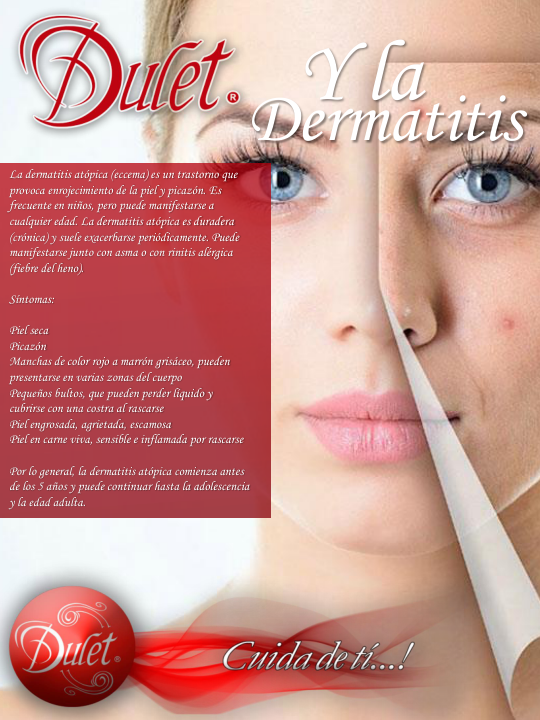 Dulet®
Y la
Dermatitis
La dermatitis atópica (eccema) es un trastorno que
provoca enrojecimiento de la piel y picazón. Es
frecuente en niños, pero puede manifestarse a
cualquier edad. La dermatitis atópica es duradera
(crónica) y suele exacerbarse periódicamente. Puede
manifestarse junto con asma o con rinitis alérgica
(fiebre del heno).
Síntomas:
Piel seca
Picazón
Manchas de color rojo a marrón grisáceo, pueden
presentarse en varias zonas del cuerpo
Pequeños bultos, que pueden perder líquido y
cubrirse con una costra al rascarse
Piel engrosada, agrietada, escamosa
Piel en carne viva, sensible e inflamada por rascarse
Por lo general, la dermatitis atópica comienza antes
de los 5 años y puede continuar hasta la adolescencia
y la edad adulta.
Dulet®
Cuida de tí...!